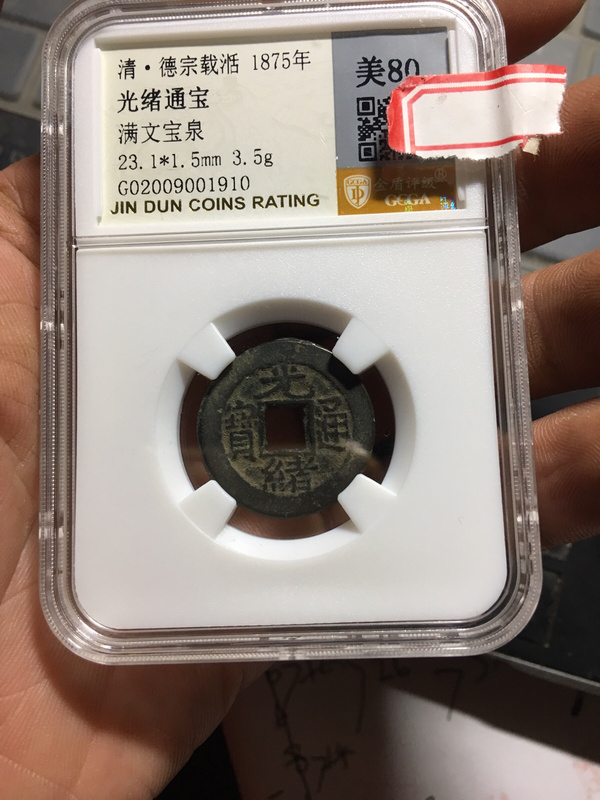 清·德宗载湉 1875年
光绪通宝
满文宝泉
23.1*1.5mm 3.5g
G02009001910
JIN DUN COINS RATING
美80
金盾评级
GCGA
光
寶 通
緒